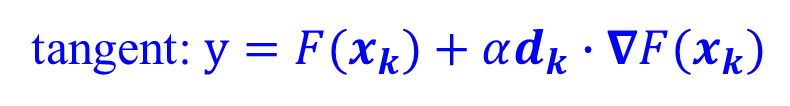 tangent: y = F(x_k) + αd_k · ∇F(x_k)